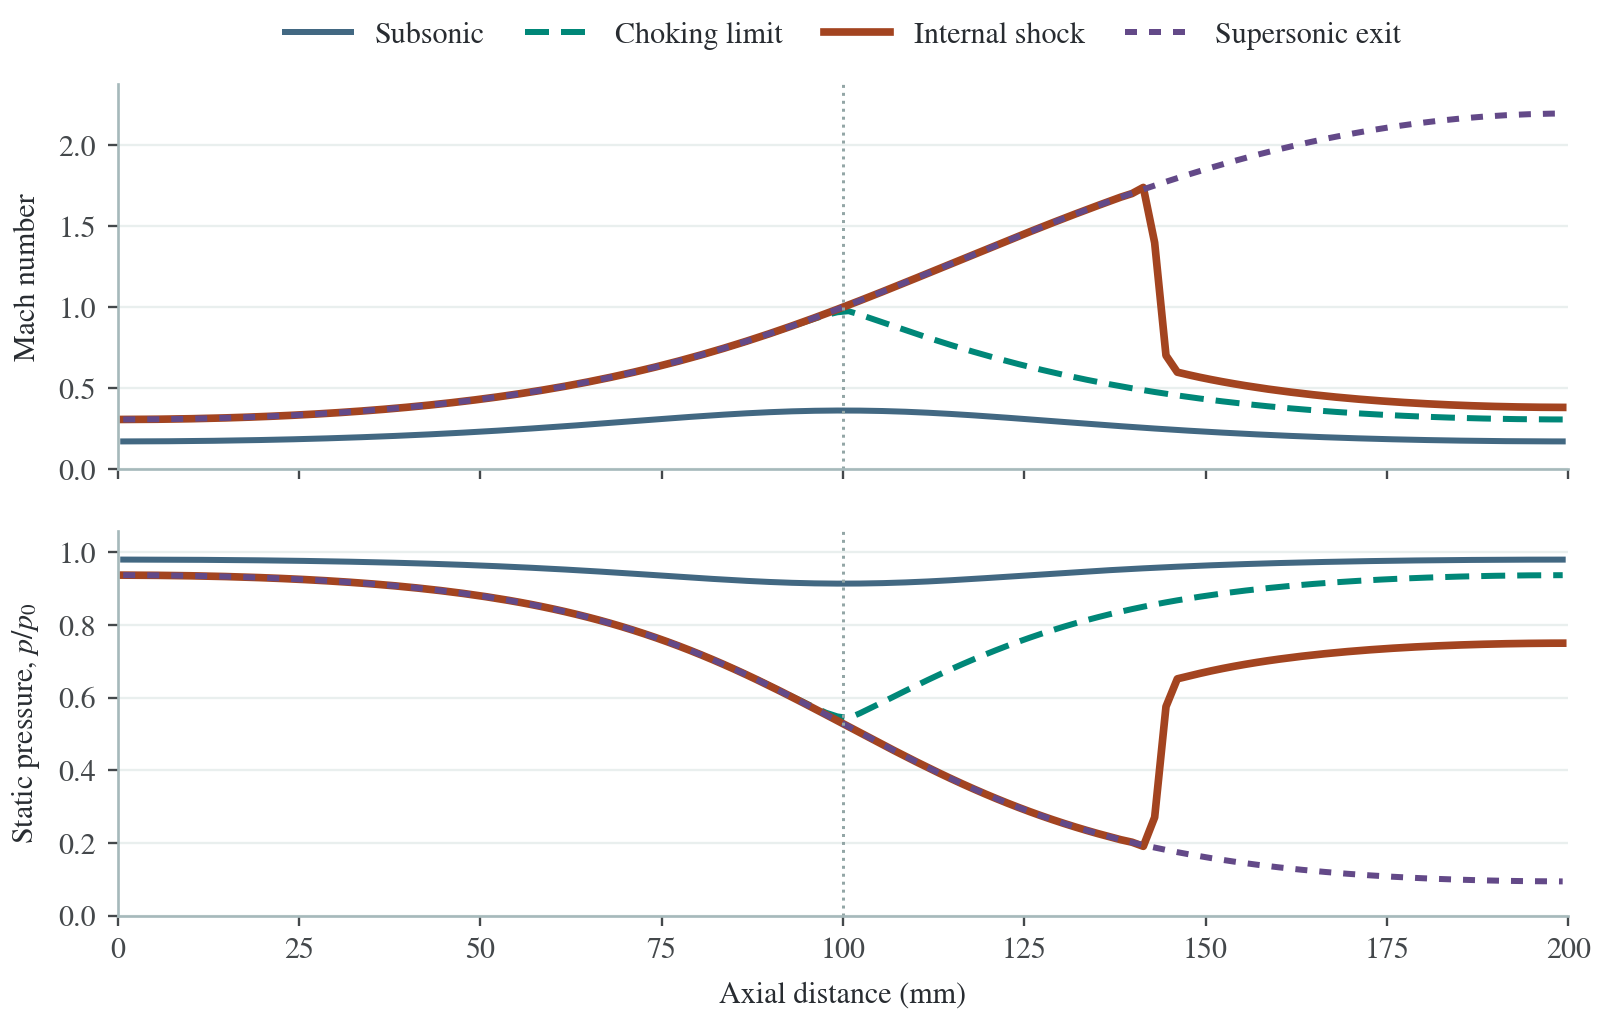 Subsonic Choking limit Internal shock Supersonic exit
Mach number
2.0
1.5
1.0
0.5
0.0
Static pressure, p/p0
1.0
0.8
0.6
0.4
0.2
0.0
0 25 50 75 100 125 150 175 200
Axial distance (mm)